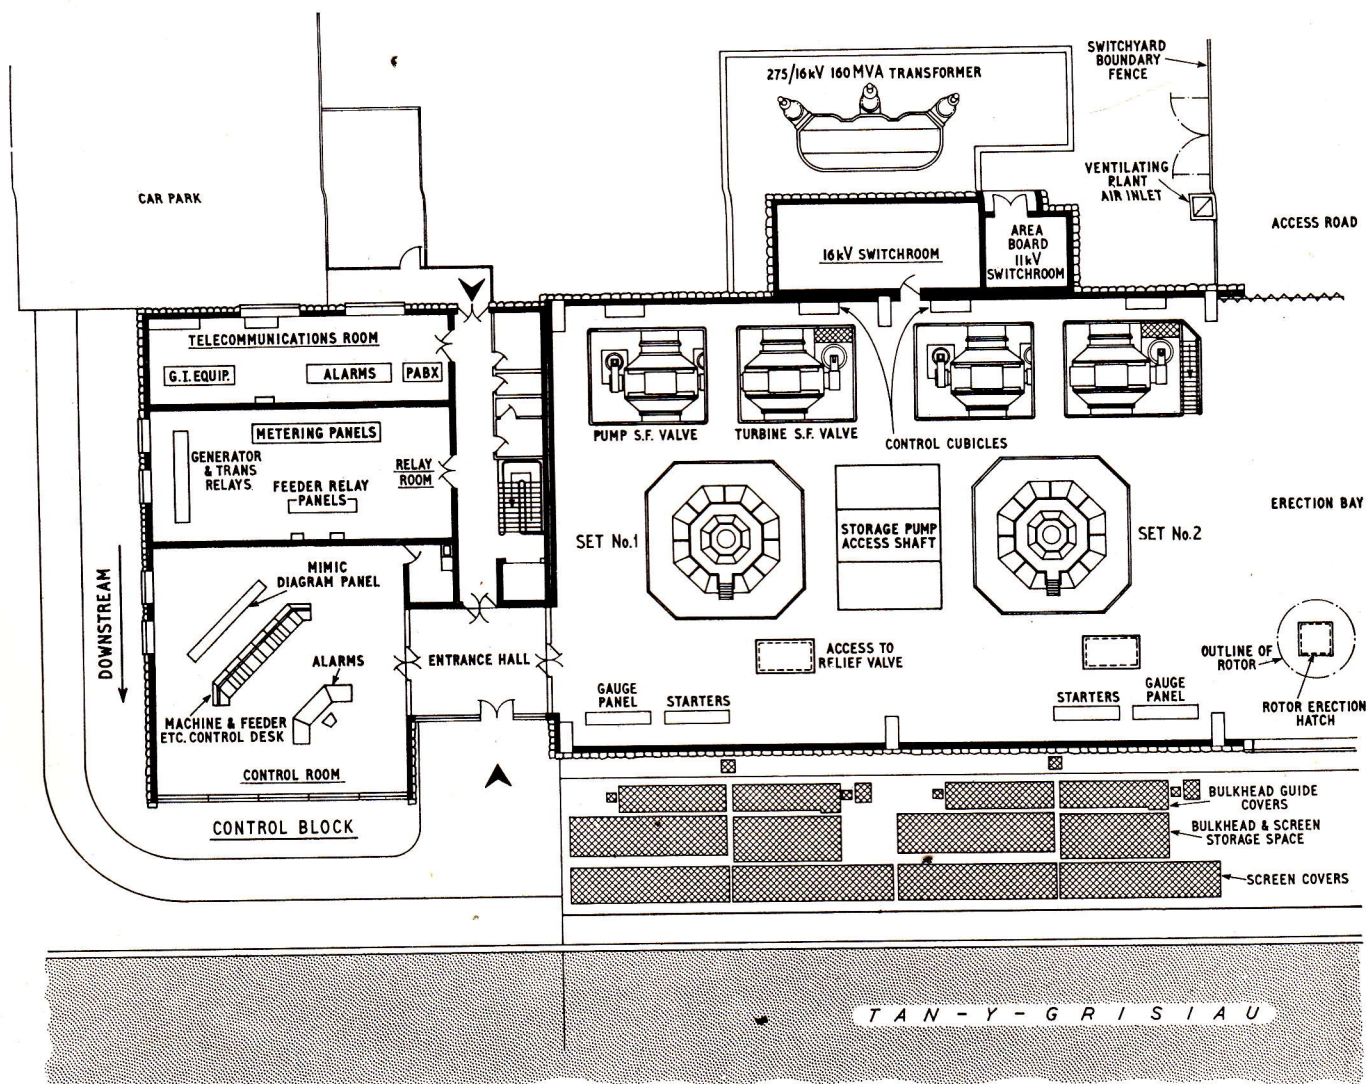 SWITCHYARD
BOUNDARY
FENCE
275/16kV 160MVA TRANSFORMER
CAR PARK
VENTILATING
PLANT
AIR INLET
ACCESS ROAD
16kV SWITCHROOM
AREA
BOARD
11kV
SWITCHROOM
TELECOMMUNICATIONS ROOM
G.I. EQUIP.
ALARMS
PABX
METERING PANELS
GENERATOR
& TRANS
RELAYS
FEEDER RELAY
PANELS
RELAY
ROOM
PUMP S.F. VALVE
TURBINE S.F. VALVE
CONTROL CUBICLES
ERECTION BAY
SET No.1
STORAGE PUMP
ACCESS SHAFT
SET No.2
DOWNSTREAM
MIMIC
DIAGRAM PANEL
ALARMS
ENTRANCE HALL
ACCESS TO
RELIEF VALVE
OUTLINE OF
ROTOR
GAUGE
PANEL
STARTERS
STARTERS
GAUGE
PANEL
ROTOR ERECTION
HATCH
MACHINE & FEEDER
ETC. CONTROL DESK
CONTROL ROOM
CONTROL BLOCK
BULKHEAD GUIDE
COVERS
BULKHEAD & SCREEN
STORAGE SPACE
SCREEN COVERS
TAN-Y-GRISIAU